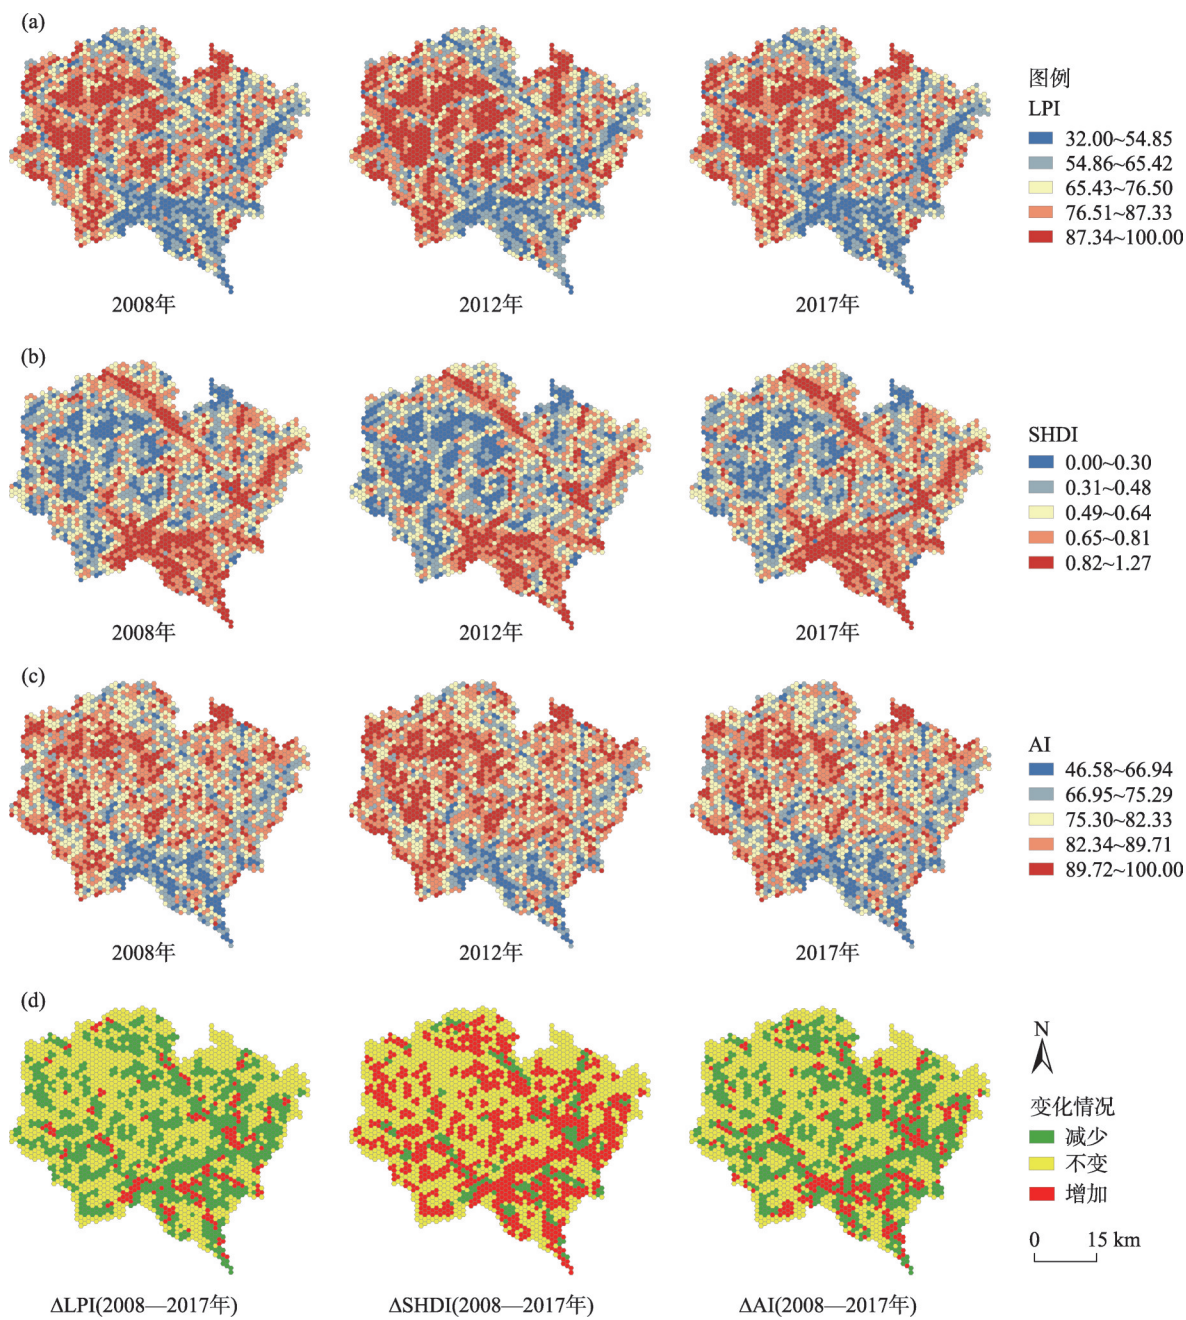 (a)
图例
LPI
32.00~54.85
54.86~65.42
65.43~76.50
76.51~87.33
87.34~100.00
2008年
2012年
2017年
(b)
SHDI
0.00~0.30
0.31~0.48
0.49~0.64
0.65~0.81
0.82~1.27
2008年
2012年
2017年
(c)
AI
46.58~66.94
66.95~75.29
75.30~82.33
82.34~89.71
89.72~100.00
2008年
2012年
2017年
(d)
N
变化情况
减少
不变
增加
0 15 km
ΔLPI(2008—2017年)
ΔSHDI(2008—2017年)
ΔAI(2008—2017年)